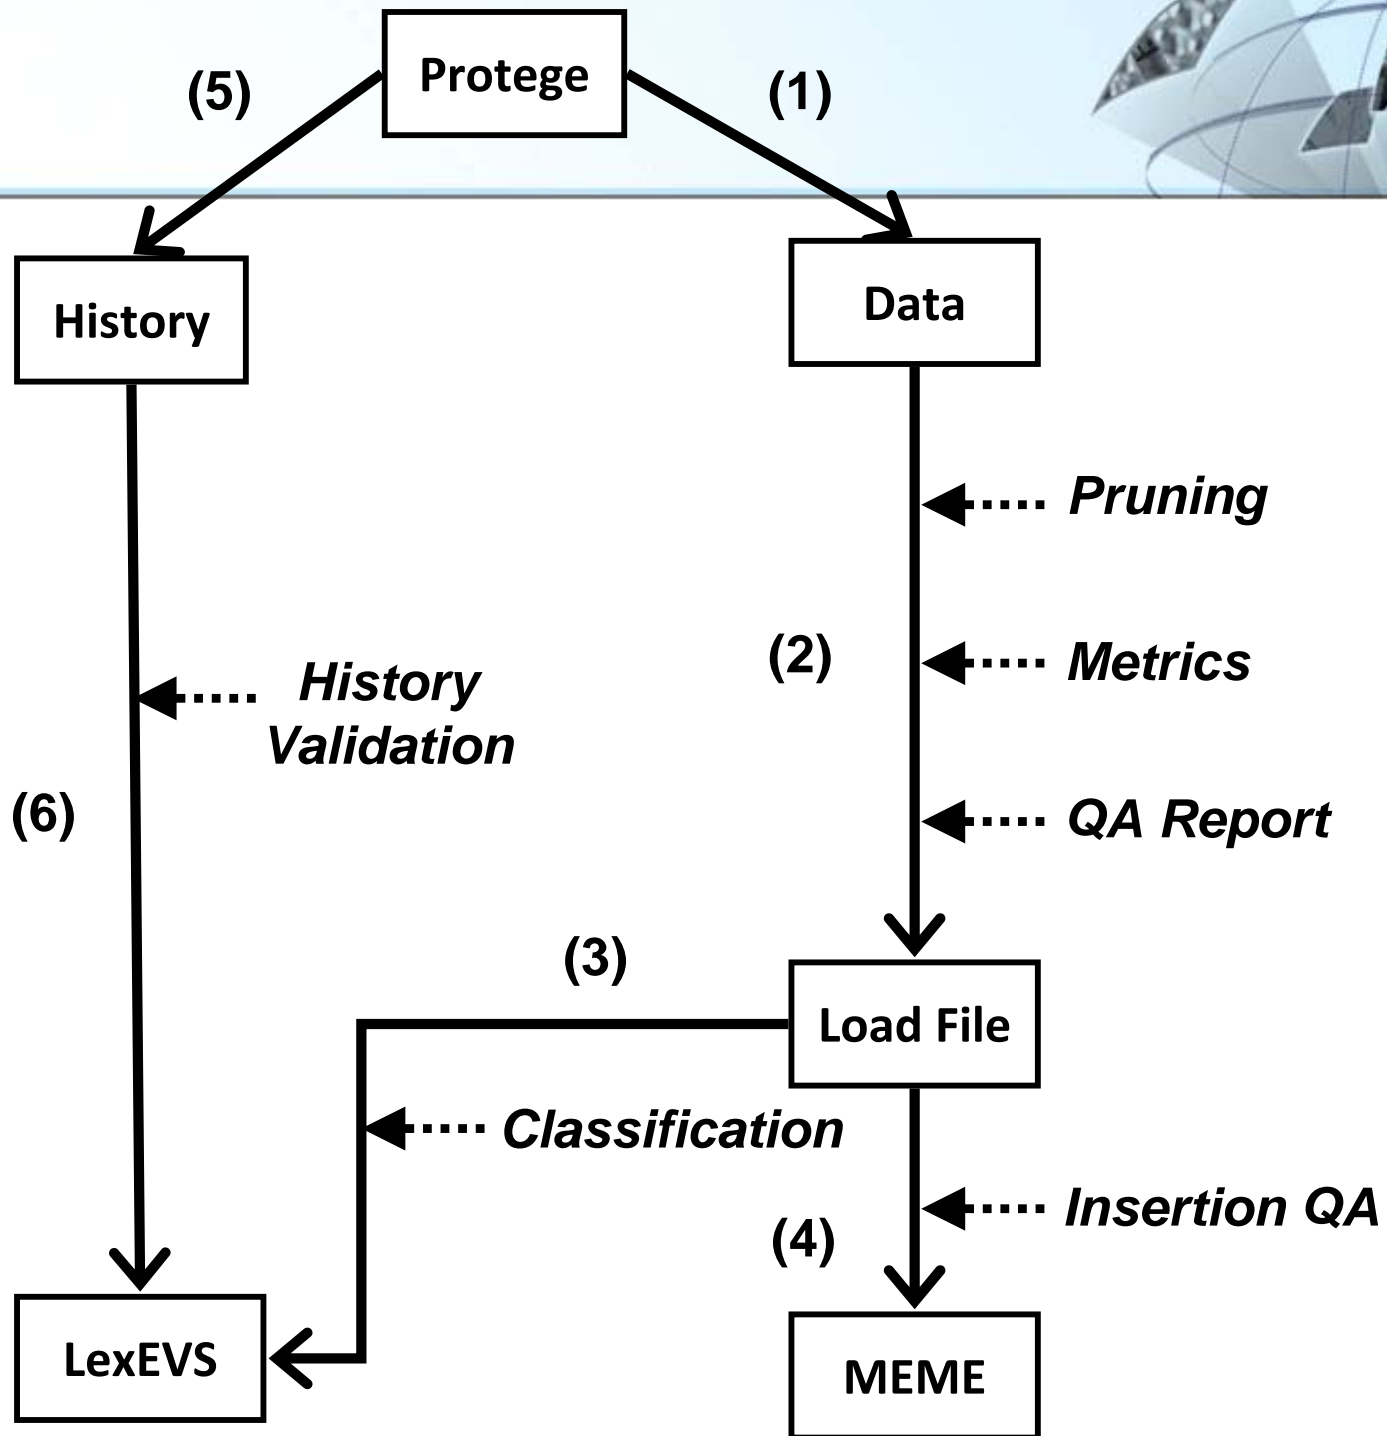 Protege
(5)
(1)
History
Data
Pruning
(2)
Metrics
History
Validation
(6)
QA Report
(3)
Load File
Classification
Insertion QA
(4)
LexEVS
MEME